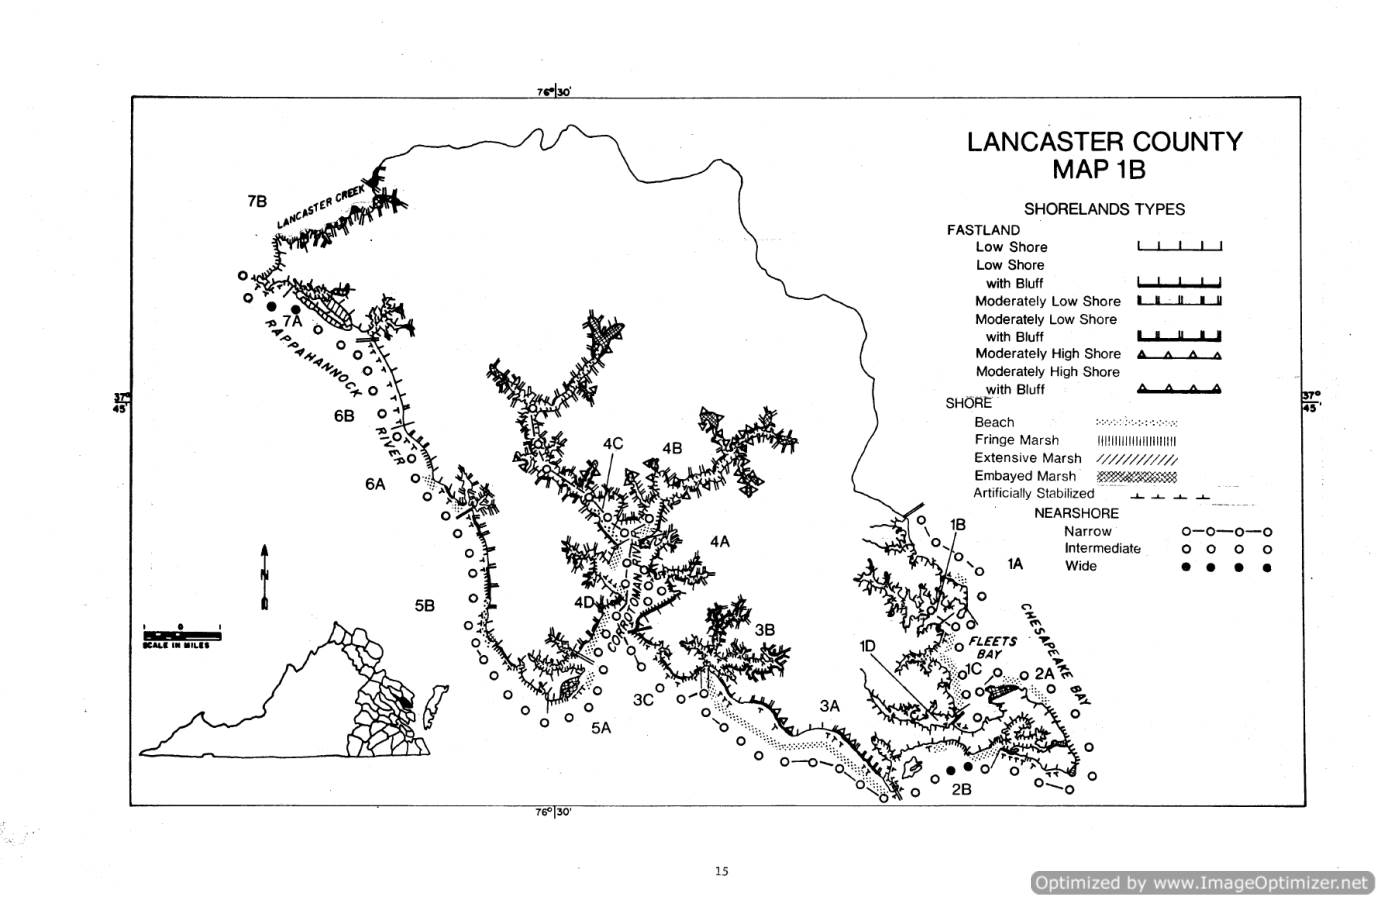 76° 30'
LANCASTER COUNTY
MAP 1B
SHORELANDS TYPES
FASTLAND
Low Shore
Low Shore
with Bluff
Moderately Low Shore
Moderately Low Shore
with Bluff
Moderately High Shore
Moderately High Shore
with Bluff
SHORE
Beach
Fringe Marsh
Extensive Marsh
Embayed Marsh
Artificially Stabilized
NEARSHORE
Narrow
Intermediate
Wide
7B
LANCASTER CREEK
7A
RAPPAHANNOCK
RIVER
37°
45'
37°
45'
6B
6A
4C
4B
4A
4D
CORROTOMAN RIVER
5B
5A
3B
3C
3A
1B
1A
1D
FLEETS
BAY
1C
2A
CHESAPEAKE BAY
2B
N
1 0 1
SCALE IN MILES
76° 30'
15
Optimized by www.ImageOptimizer.net